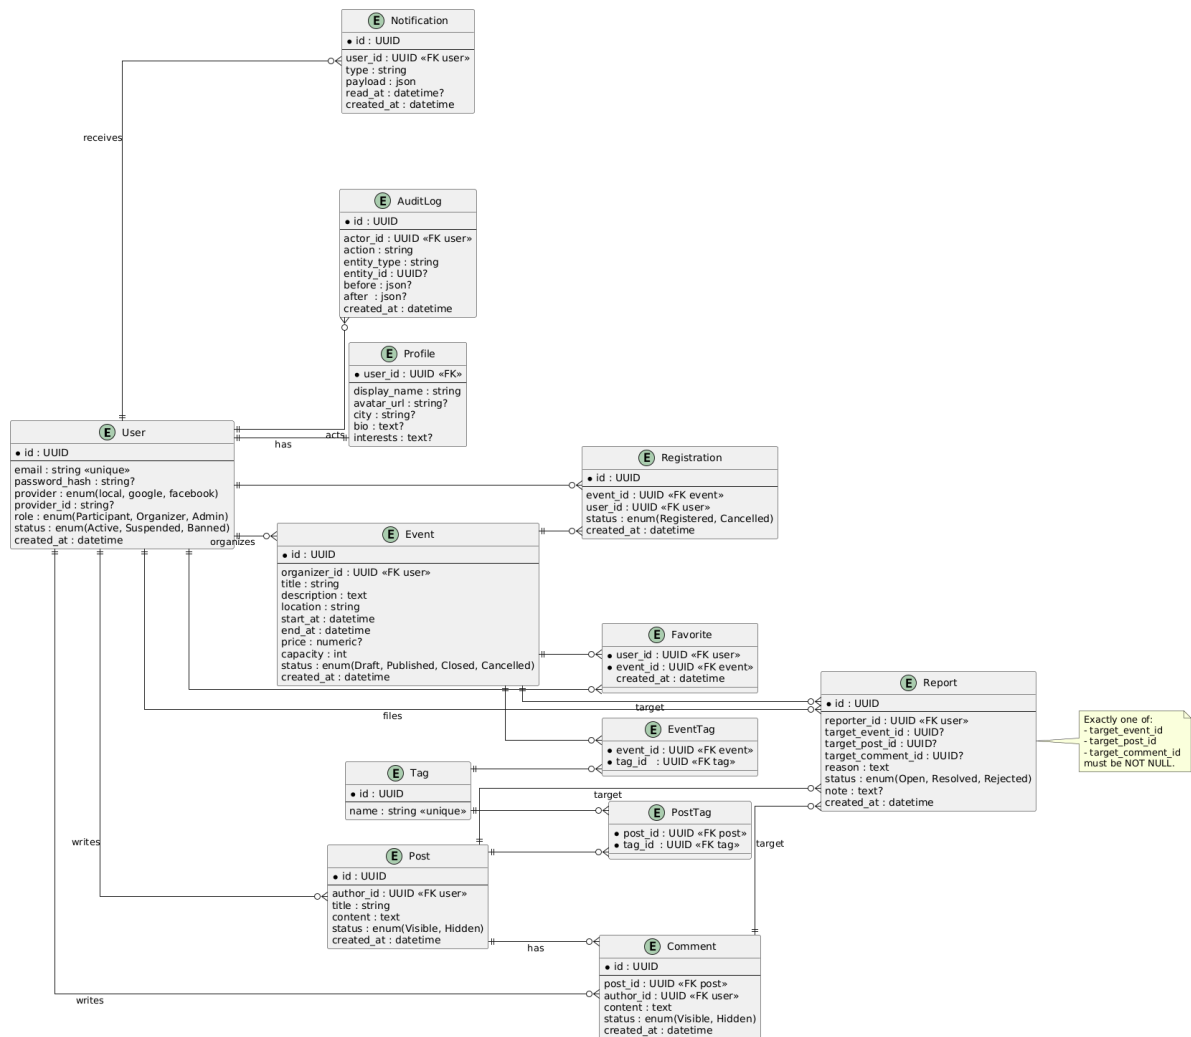 E Notification
* id : UUID
user_id : UUID «FK user»
type : string
payload : json
read_at : datetime?
created_at : datetime
receives
E AuditLog
* id : UUID
actor_id : UUID «FK user»
action : string
entity_type : string
entity_id : UUID?
before : json?
after  : json?
created_at : datetime
E Profile
* user_id : UUID «FK»
display_name : string
avatar_url : string?
city : string?
bio : text?
interests : text?
acts
has
E User
* id : UUID
email : string «unique»
password_hash : string?
provider : enum(local, google, facebook)
provider_id : string?
role : enum(Participant, Organizer, Admin)
status : enum(Active, Suspended, Banned)
created_at : datetime
organizes
E Registration
* id : UUID
event_id : UUID «FK event»
user_id : UUID «FK user»
status : enum(Registered, Cancelled)
created_at : datetime
E Event
* id : UUID
organizer_id : UUID «FK user»
title : string
description : text
location : string
start_at : datetime
end_at : datetime
price : numeric?
capacity : int
status : enum(Draft, Published, Closed, Cancelled)
created_at : datetime
E Favorite
* user_id : UUID «FK user»
* event_id : UUID «FK event»
created_at : datetime
target
files
E Report
* id : UUID
reporter_id : UUID «FK user»
target_event_id : UUID?
target_post_id : UUID?
target_comment_id : UUID?
reason : text
status : enum(Open, Resolved, Rejected)
note : text?
created_at : datetime
Exactly one of:
- target_event_id
- target_post_id
- target_comment_id
must be NOT NULL.
E EventTag
* event_id : UUID «FK event»
* tag_id  : UUID «FK tag»
E Tag
* id : UUID
name : string «unique»
target
E PostTag
* post_id : UUID «FK post»
* tag_id  : UUID «FK tag»
target
writes
E Post
* id : UUID
author_id : UUID «FK user»
title : string
content : text
status : enum(Visible, Hidden)
created_at : datetime
has
E Comment
* id : UUID
post_id : UUID «FK post»
author_id : UUID «FK user»
content : text
status : enum(Visible, Hidden)
created_at : datetime
writes